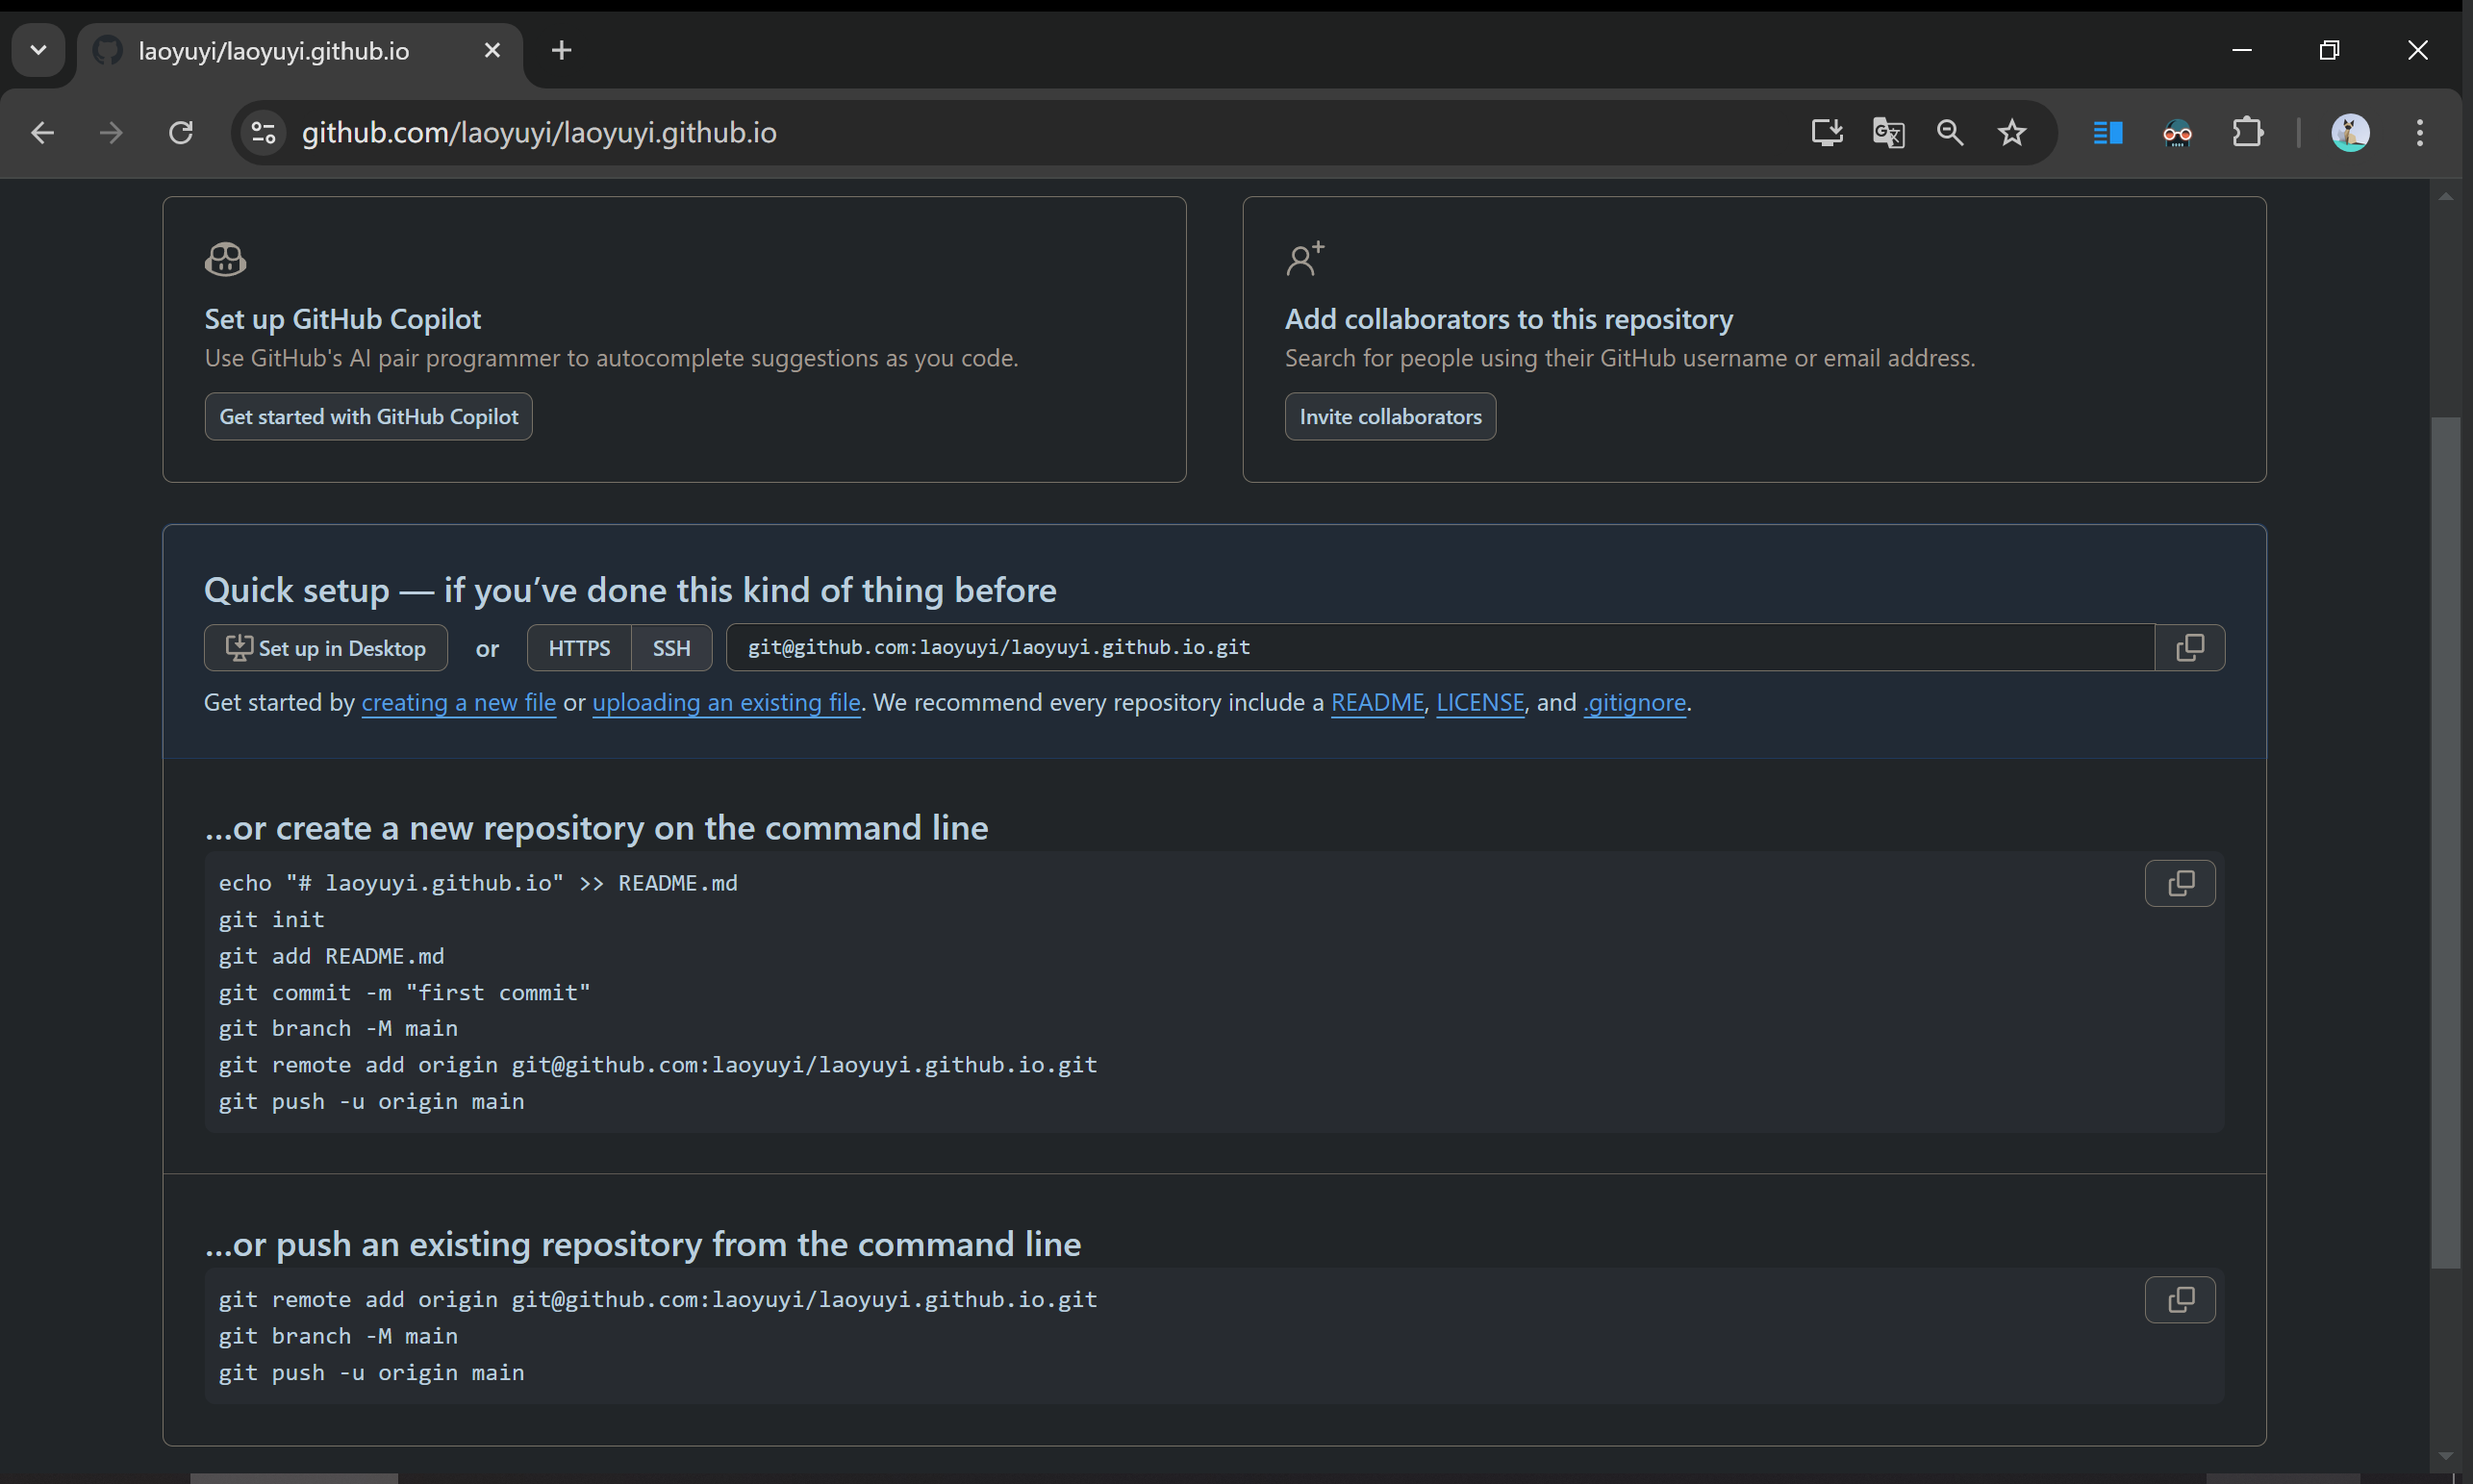 laoyuyi/laoyuyi.github.io
github.com/laoyuyi/laoyuyi.github.io
Set up GitHub Copilot
Use GitHub's AI pair programmer to autocomplete suggestions as you code.
Get started with GitHub Copilot
Add collaborators to this repository
Search for people using their GitHub username or email address.
Invite collaborators
Quick setup — if you’ve done this kind of thing before
Set up in Desktop or HTTPS SSH git@github.com:laoyuyi/laoyuyi.github.io.git
Get started by creating a new file or uploading an existing file. We recommend every repository include a README, LICENSE, and .gitignore.
…or create a new repository on the command line
echo "# laoyuyi.github.io" >> README.md
git init
git add README.md
git commit -m "first commit"
git branch -M main
git remote add origin git@github.com:laoyuyi/laoyuyi.github.io.git
git push -u origin main
…or push an existing repository from the command line
git remote add origin git@github.com:laoyuyi/laoyuyi.github.io.git
git branch -M main
git push -u origin main